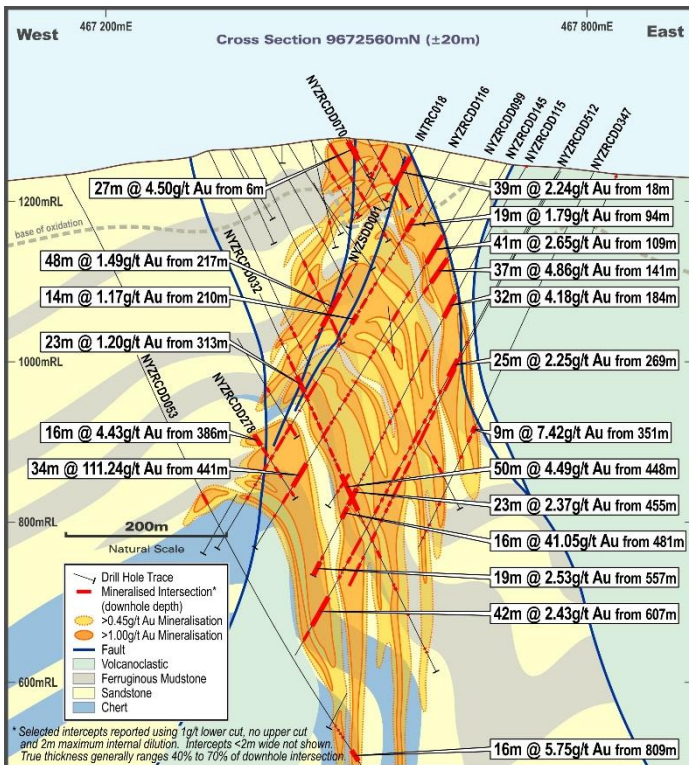 467 200mE
467 800mE
West
Cross Section 9672560mN (±20m)
East
NYZRCDD070
INTRC018
NYZRCDD116
NYZRCDD099
NYZRCDD145
NYZRCDD115
NYZRCDD512
NYZRCDD347
27m @ 4.50g/t Au from 6m
39m @ 2.24g/t Au from 18m
1200mRL
19m @ 1.79g/t Au from 94m
base of oxidation
NYZSDD001
41m @ 2.65g/t Au from 109m
48m @ 1.49g/t Au from 217m
NYZRCDD032
37m @ 4.86g/t Au from 141m
14m @ 1.17g/t Au from 210m
32m @ 4.18g/t Au from 184m
23m @ 1.20g/t Au from 313m
1000mRL
25m @ 2.25g/t Au from 269m
NYZRCDD053
NYZRCDD278
16m @ 4.43g/t Au from 386m
9m @ 7.42g/t Au from 351m
34m @ 111.24g/t Au from 441m
50m @ 4.49g/t Au from 448m
23m @ 2.37g/t Au from 455m
800mRL
200m
16m @ 41.05g/t Au from 481m
Natural Scale
19m @ 2.53g/t Au from 557m
42m @ 2.43g/t Au from 607m
Drill Hole Trace
Mineralised Intersection*
(downhole depth)
>0.45g/t Au Mineralisation
>1.00g/t Au Mineralisation
Fault
Volcanoclastic
Ferruginous Mudstone
Sandstone
Chert
600mRL
* Selected intercepts reported using 1g/t lower cut, no upper cut
and 2m maximum internal dilution. Intercepts <2m wide not shown.
True thickness generally ranges 40% to 70% of downhole intersection.
16m @ 5.75g/t Au from 809m